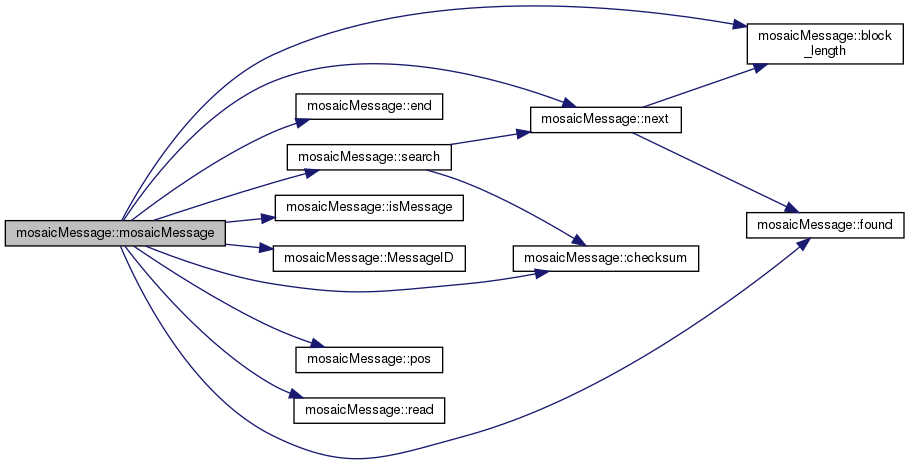 mosaicMessage::block
_length
mosaicMessage::end
mosaicMessage::next
mosaicMessage::search
mosaicMessage::isMessage
mosaicMessage::mosaicMessage
mosaicMessage::found
mosaicMessage::MessageID
mosaicMessage::checksum
mosaicMessage::pos
mosaicMessage::read